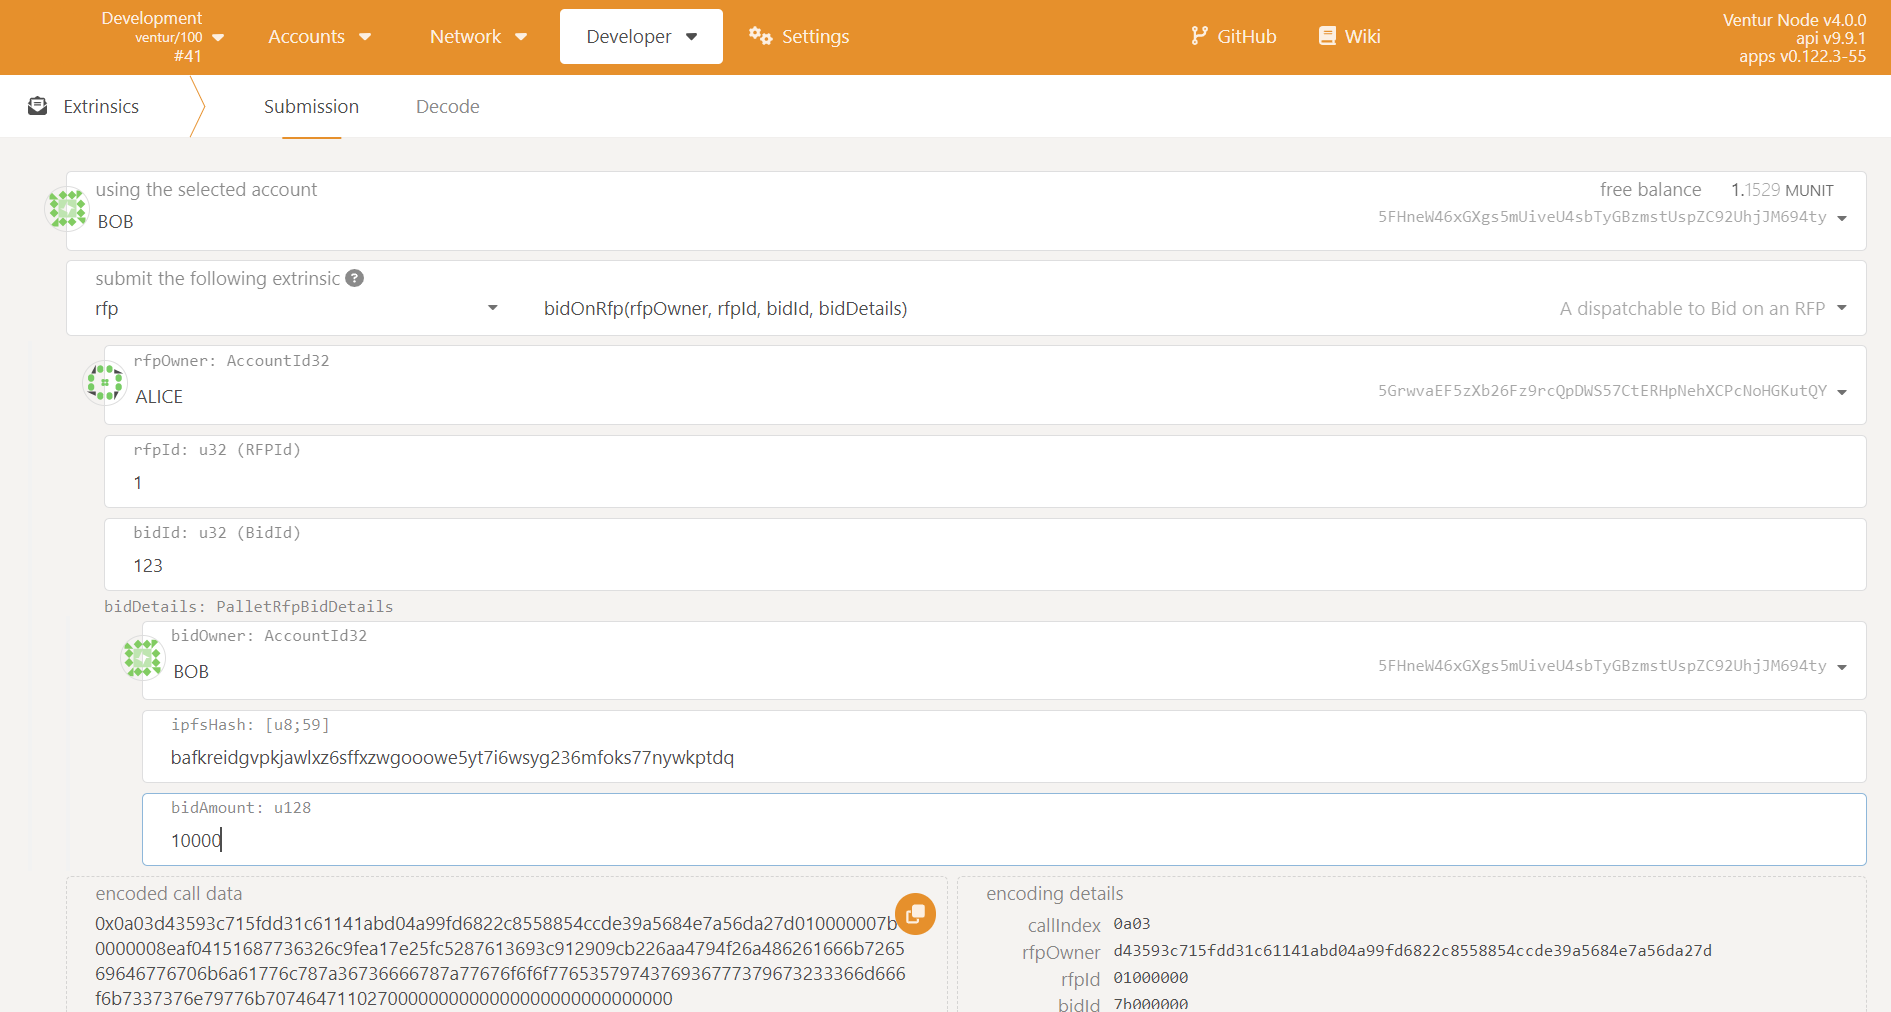 Development
ventur/100
#41
Accounts
Network
Developer
Settings
GitHub
Wiki
Ventur Node v4.0.0
api v9.9.1
apps v0.122.3-55
Extrinsics
Submission
Decode
using the selected account
BOB
free balance 1.1529 MUNIT
5FHneW46xGXgs5mUiveU4sbTyGBzmstUspZC92UhjJM694ty
submit the following extrinsic ?
rfp
bidOnRfp(rfpOwner, rfpId, bidId, bidDetails)
A dispatchable to Bid on an RFP
rfpOwner: AccountId32
ALICE
5GrwvaEF5zXb26Fz9rcQpDWS57CtERHpNehXCPcNoHGKutQY
rfpId: u32 (RFPId)
1
bidId: u32 (BidId)
123
bidDetails: PalletRfpBidDetails
bidOwner: AccountId32
BOB
5FHneW46xGXgs5mUiveU4sbTyGBzmstUspZC92UhjJM694ty
ipfsHash: [u8;59]
bafkreidgvpkjawlxz6sffxzwgooowe5yt7i6wsyg236mfoks77nywkptdq
bidAmount: u128
10000
encoded call data
0x0a03d43593c715fdd31c61141abd04a99fd6822c8558854ccde39a5684e7a56da27d010000007b
0000008eaf04151687736326c9fea17e25fc5287613693c912909cb226aa4794f26a486261666b7265
69646776706b6a61776c787a36736666787a77676f6f6f7765357974376936777379673233366d666
f6b7337376e79776b707464711027000000000000000000000000000000
encoding details
callIndex 0a03
rfpOwner d43593c715fdd31c61141abd04a99fd6822c8558854ccde39a5684e7a56da27d
rfpId 01000000
bidId 7b000000